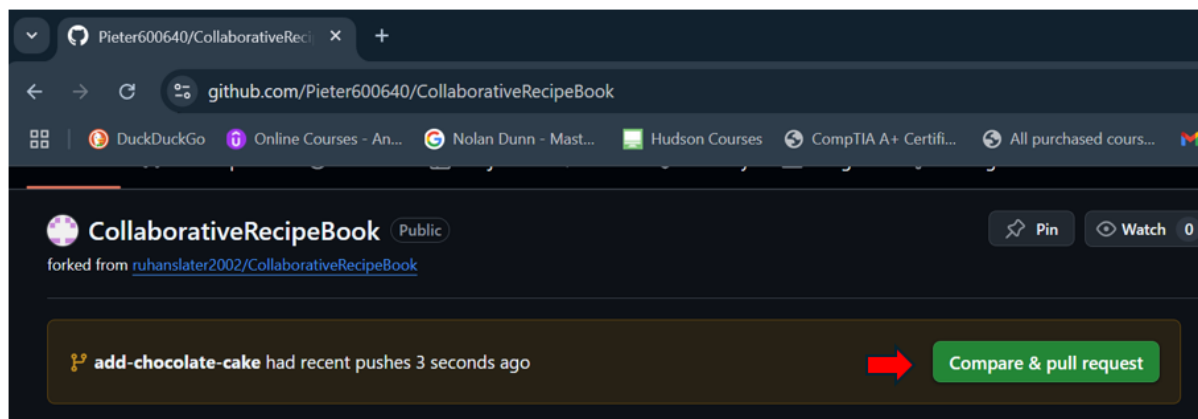 Pieter600640/CollaborativeReci
github.com/Pieter600640/CollaborativeRecipeBook
DuckDuckGo Online Courses - An... Nolan Dunn - Mast... Hudson Courses CompTIA A+ Certifi... All purchased cours...
CollaborativeRecipeBook Public Pin Watch 0
forked from ruhanslater2002/CollaborativeRecipeBook
add-chocolate-cake had recent pushes 3 seconds ago Compare & pull request